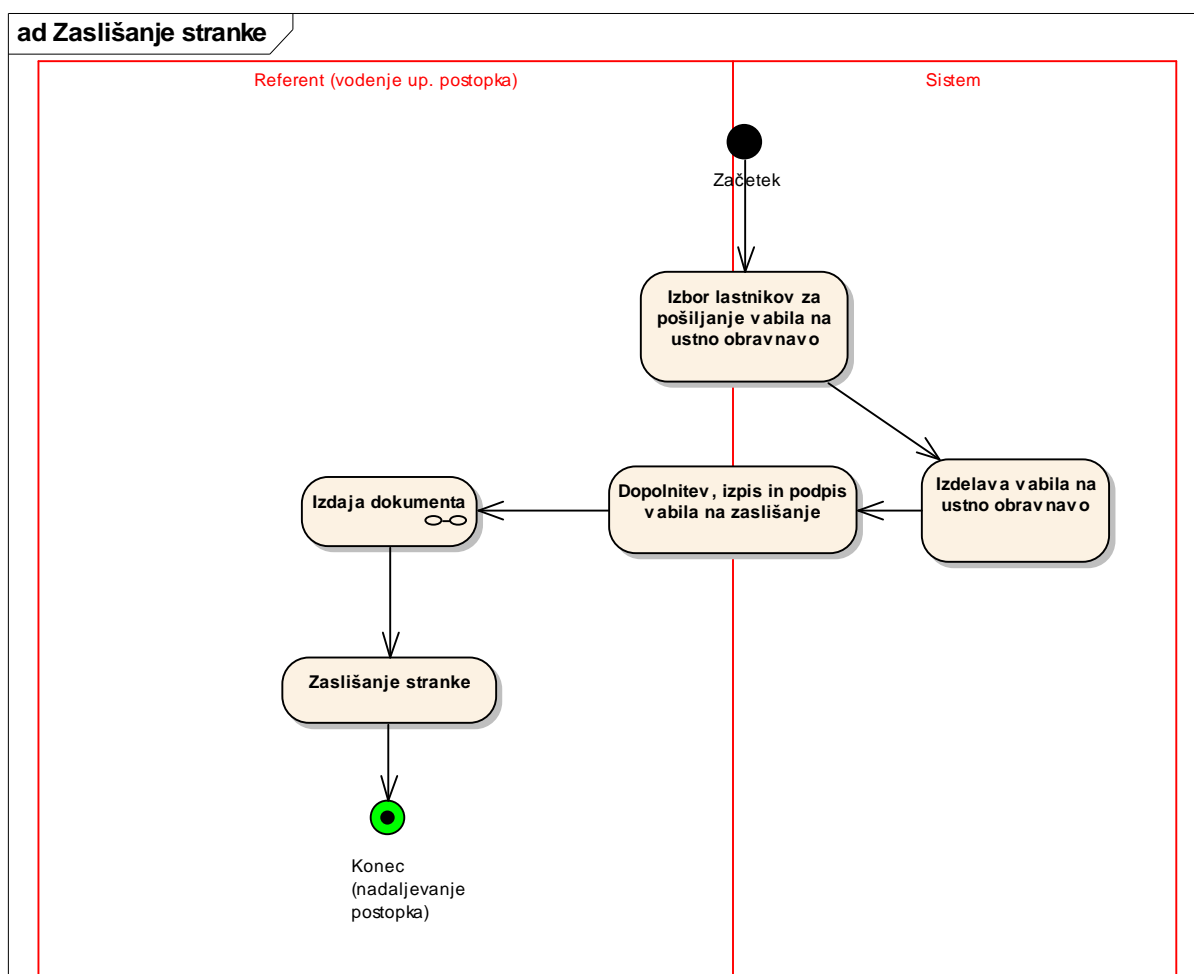 ad Zaslišanje stranke
Referent (vodenje up. postopka)
Sistem
Začetek
Izbor lastnikov za
pošiljanje vabila na
ustno obravnavo
Izdelava vabila na
ustno obravnavo
Dopolnitev, izpis in podpis
vabila na zaslišanje
Izdaja dokumenta
Zaslišanje stranke
Konec
(nadaljevanje
postopka)